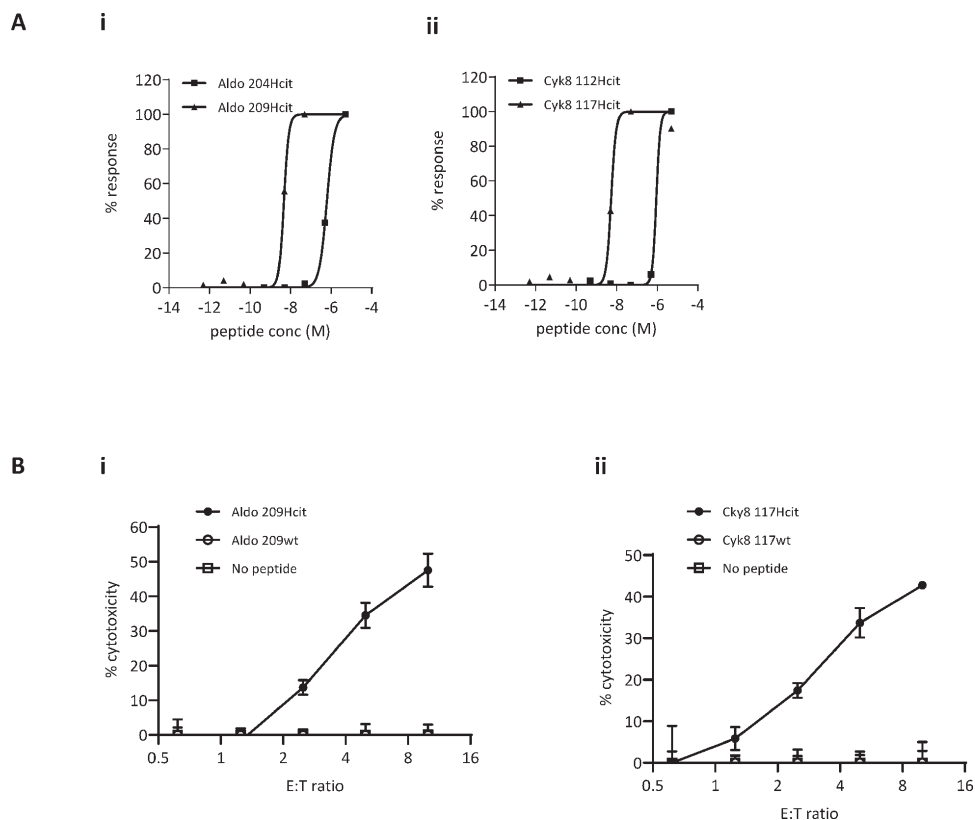 A
i
ii
Aldo 204Hcit
Aldo 209Hcit
% response
120
100
80
60
40
20
0
-14
-12
-10
-8
-6
-4
peptide conc (M)
Cyk8 112Hcit
Cyk8 117Hcit
% response
120
100
80
60
40
20
0
-14
-12
-10
-8
-6
-4
peptide conc (M)
B
i
ii
Aldo 209Hcit
Aldo 209wt
No peptide
% cytotoxicity
60
50
40
30
20
10
0
0.5
1
2
4
8
16
E:T ratio
Cky8 117Hcit
Cyk8 117wt
No peptide
% cytotoxicity
50
40
30
20
10
0
0.5
1
2
4
8
16
E:T ratio